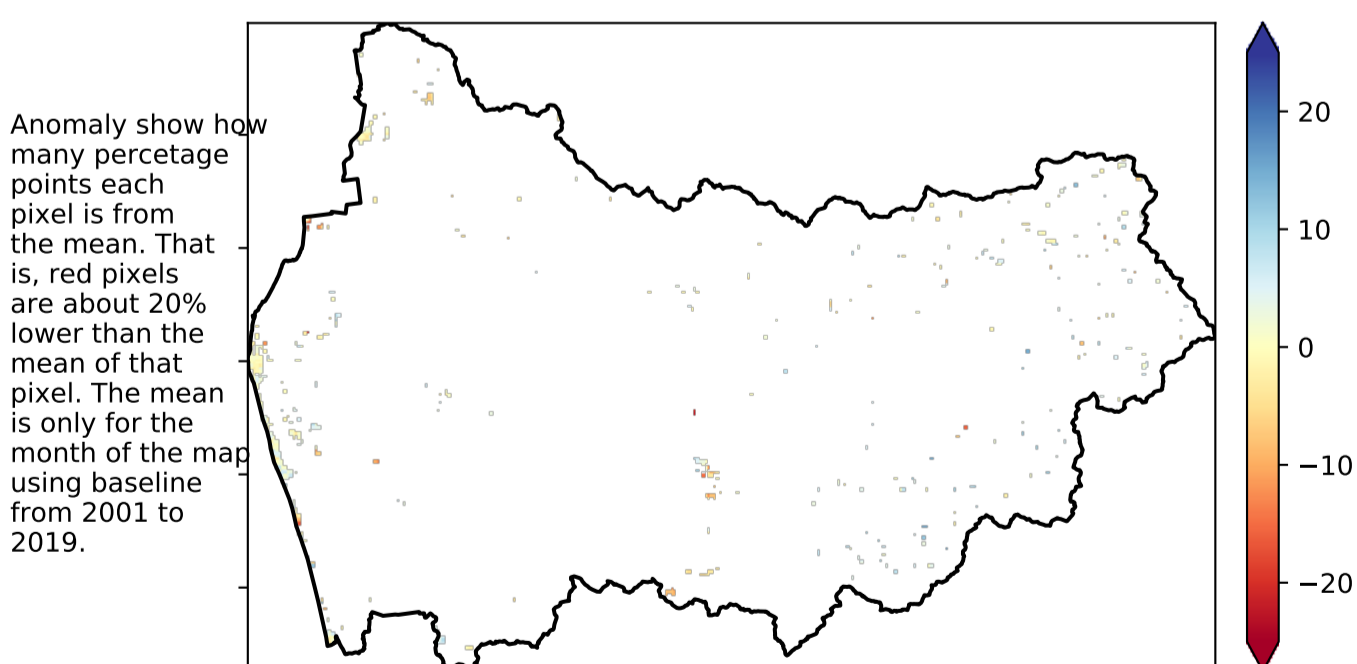 Anomaly show how
many percetage
points each
pixel is from
the mean. That
is, red pixels
are about 20%
lower than the
mean of that
pixel. The mean
is only for the
month of the map
using baseline
from 2001 to
2019.
20
10
0
−10
−20